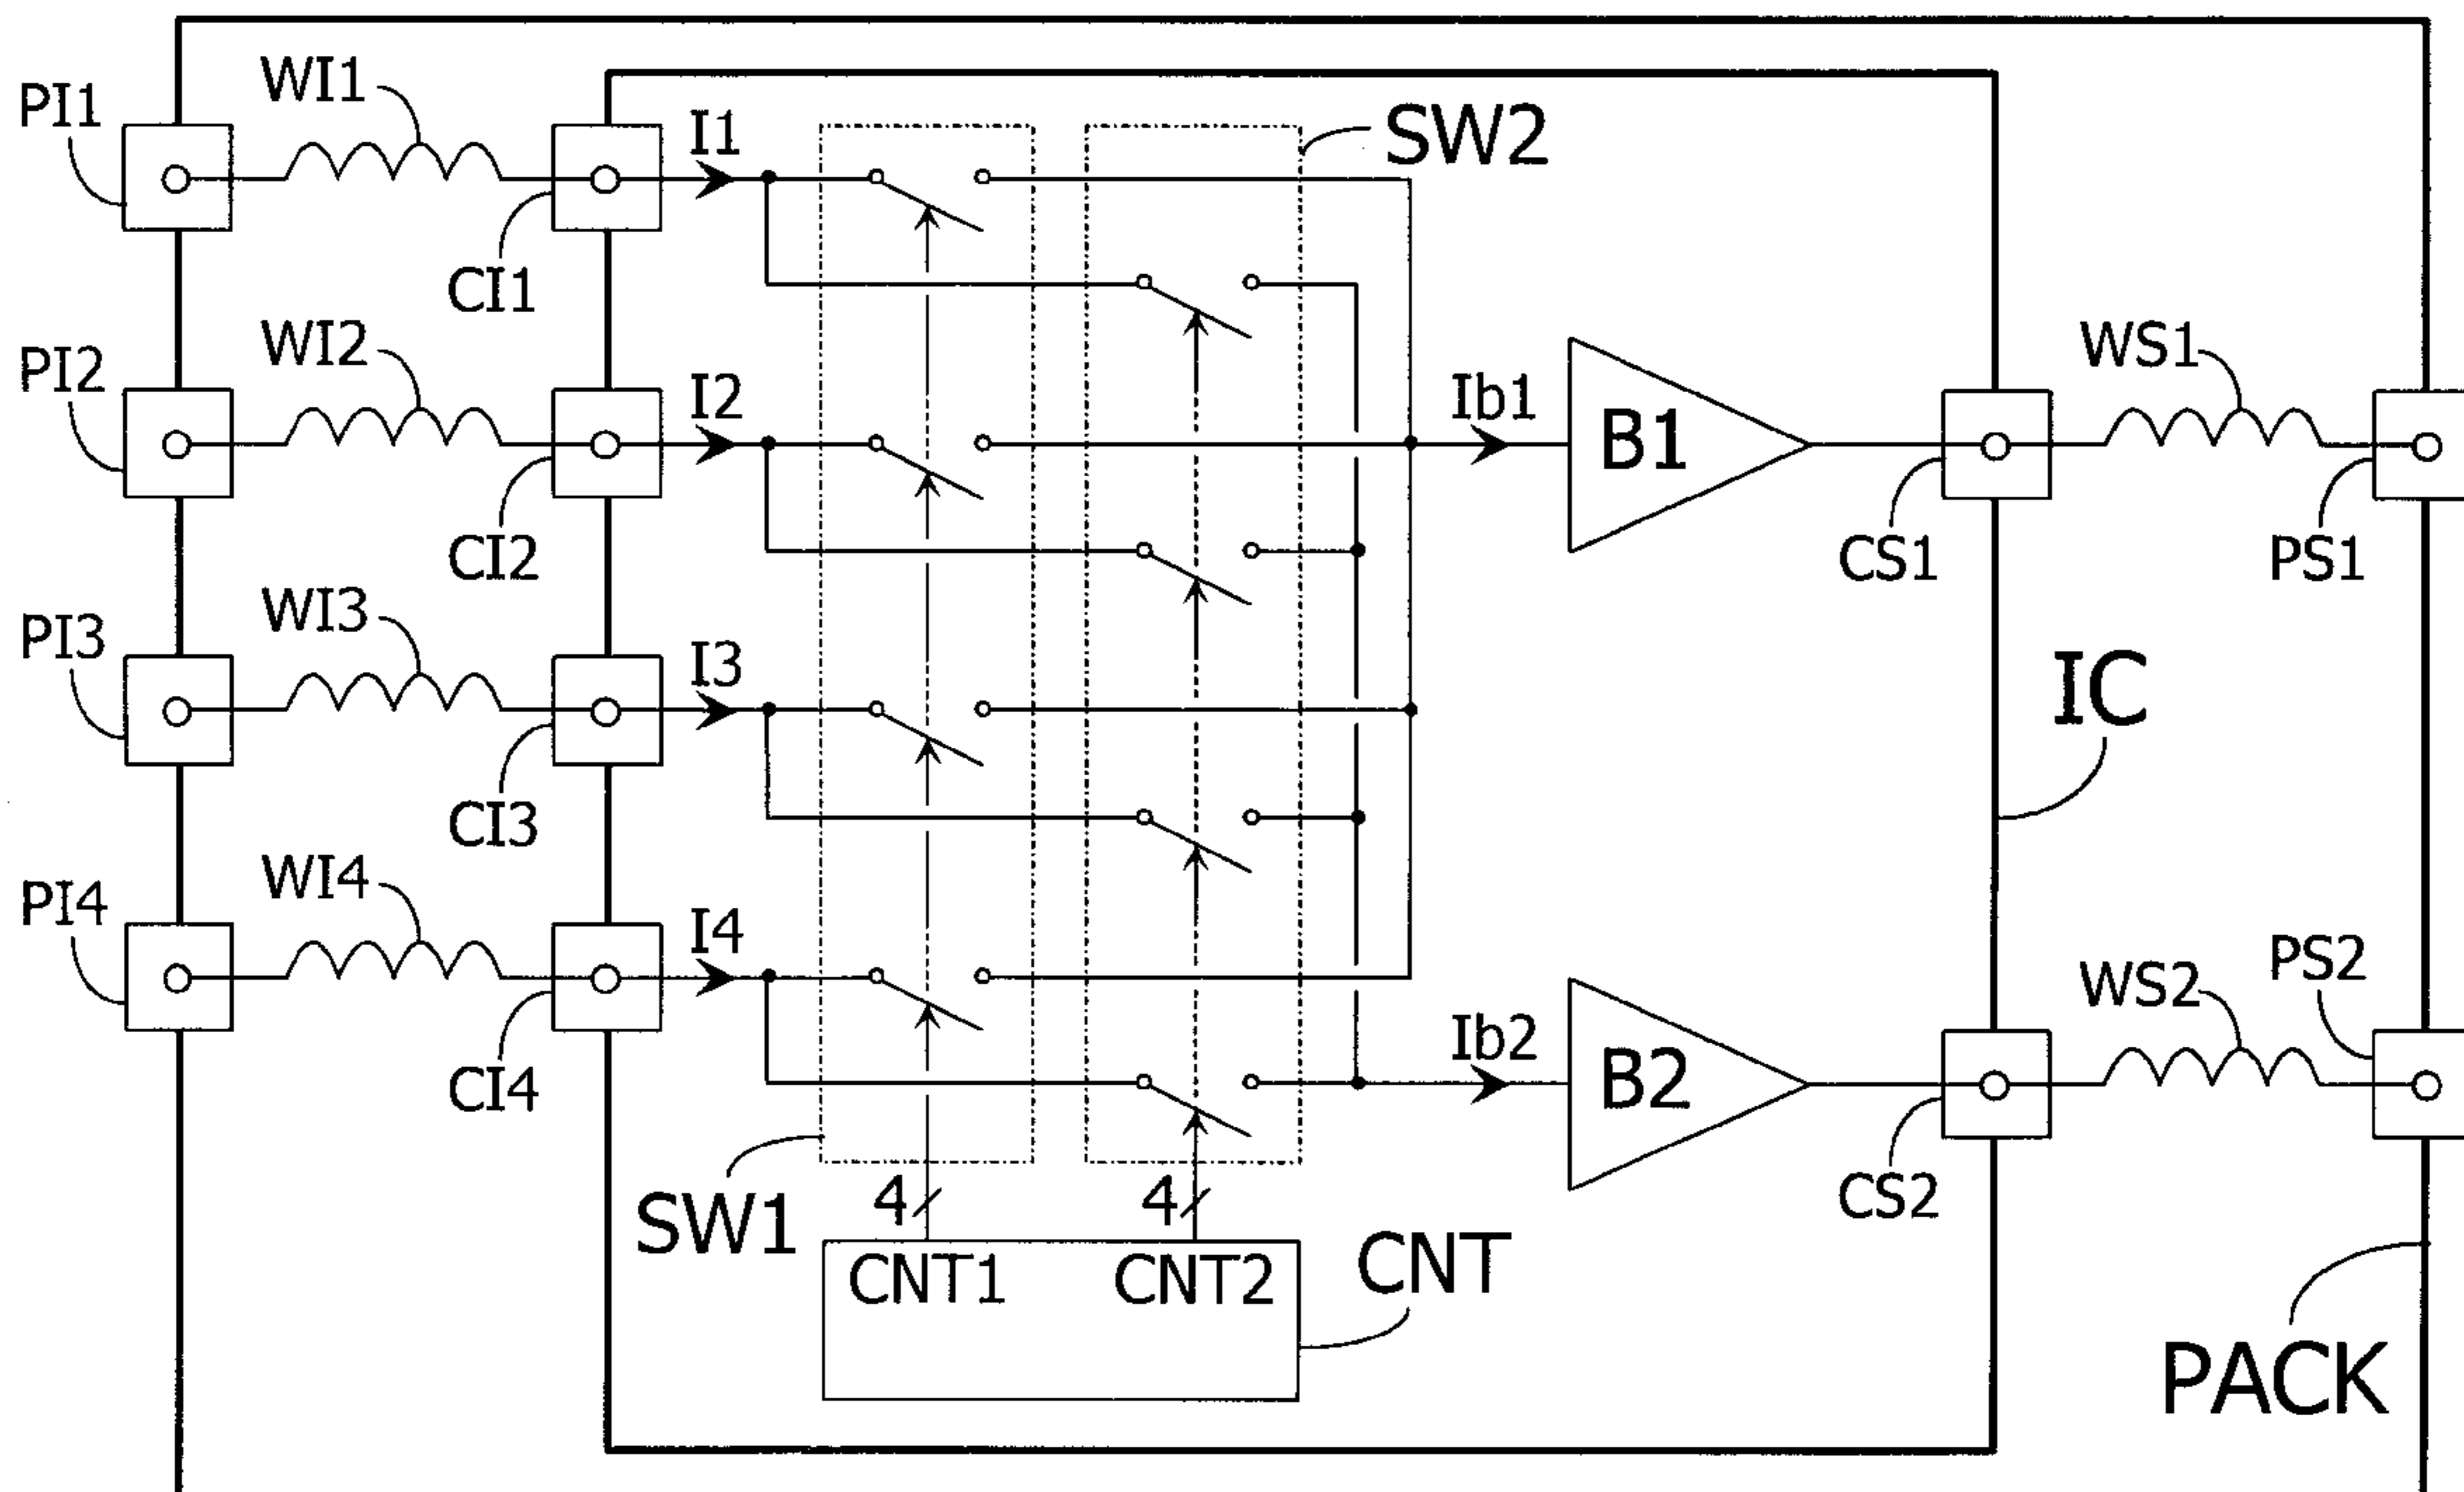 PI1
WI1
CI1
I1
SW2
PI2
WI2
CI2
I2
Ib1
B1
CS1
WS1
PS1
PI3
WI3
CI3
I3
IC
PI4
WI4
CI4
I4
Ib2
B2
CS2
WS2
PS2
SW1
4
4
CNT1
CNT2
CNT
PACK